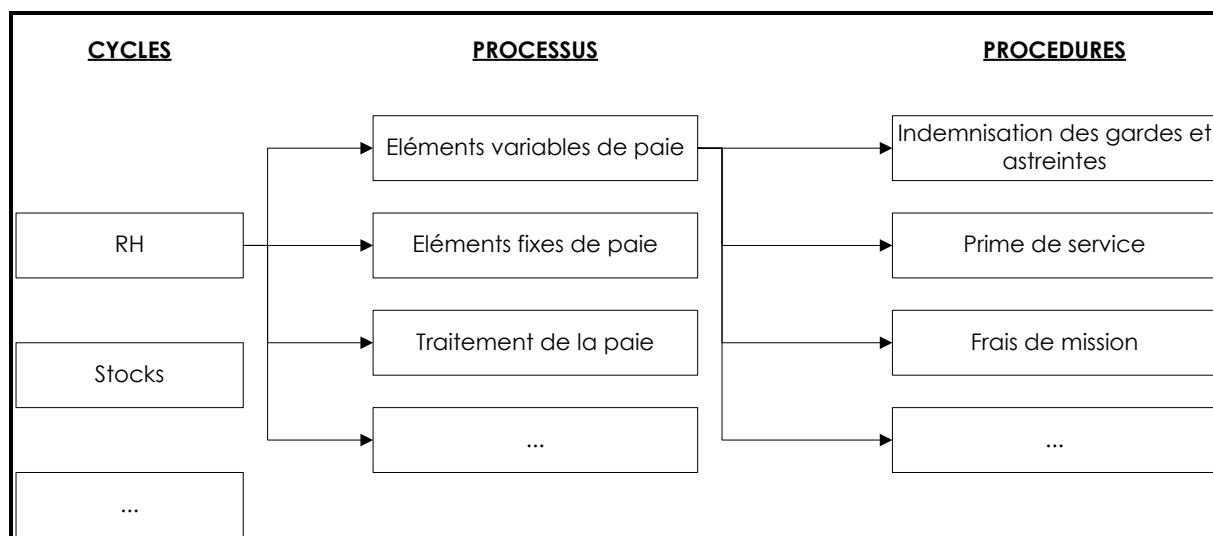 CYCLES
PROCESSUS
PROCEDURES
Eléments variables de paie
Indemnisation des gardes et
astreintes
RH
Eléments fixes de paie
Prime de service
Stocks
Traitement de la paie
Frais de mission
...
...
...